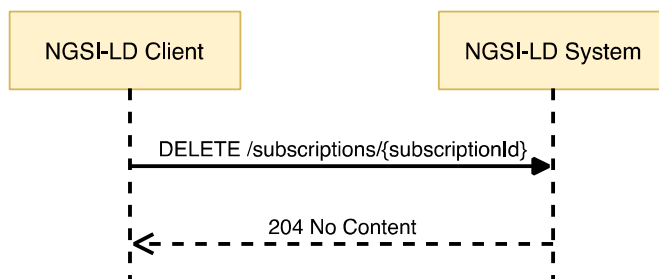 NGSI-LD Client
NGSI-LD System
DELETE /subscriptions/{subscriptionId}
204 No Content